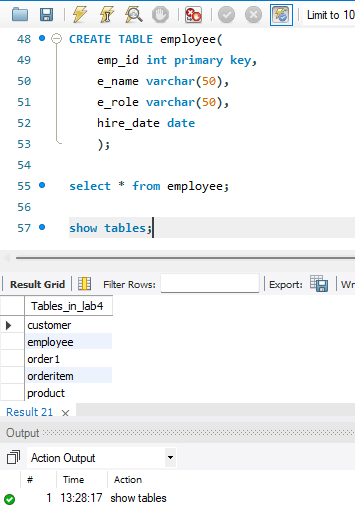 Limit to 10
48 CREATE TABLE employee(
49 emp_id int primary key,
50 e_name varchar(50),
51 e_role varchar(50),
52 hire_date date
53 );
54
55 select * from employee;
56
57 show tables;
Result Grid Filter Rows: Export: Wr
Tables_in_lab4
customer
employee
order1
orderitem
product
Result 21 ×
Output
Action Output
# Time Action
1 13:28:17 show tables